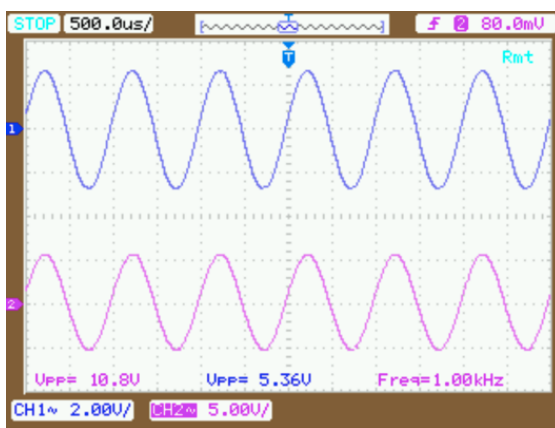 STOP 500.0us/ f 2 80.0mV
T
Rmt
1
2
Vpp= 10.8V Vpp= 5.36V Freq=1.00kHz
CH1~ 2.00V/ CH2~ 5.00V/